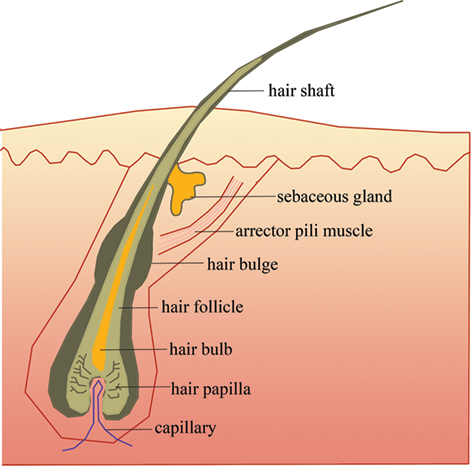 hair shaft
sebaceous gland
arrector pili muscle
hair bulge
hair follicle
hair bulb
hair papilla
capillary